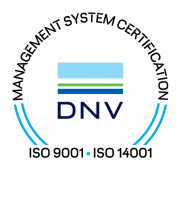 MANAGEMENT SYSTEM CERTIFICATION
DNV
ISO 9001 ▪ ISO 14001